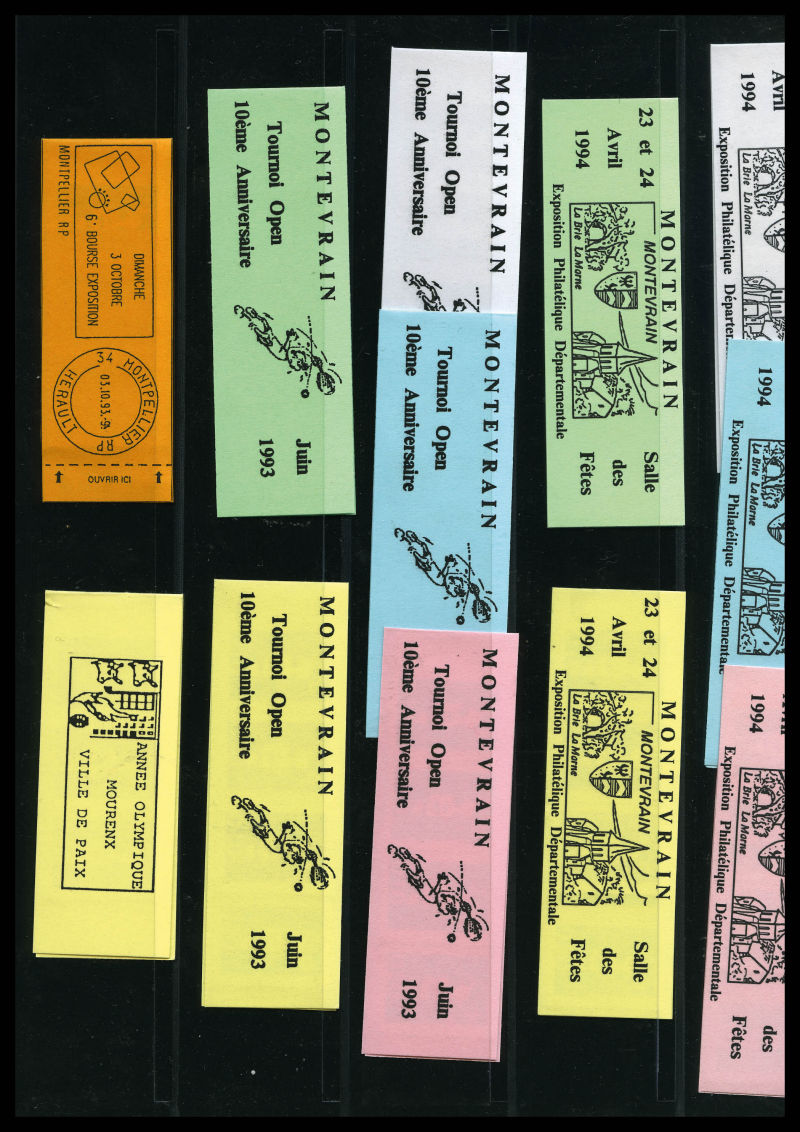 DIMANCHE
3 OCTOBRE
6° BOURSE EXPOSITION
MONTPELLIER RP
34 MONTPELLIER RP
03.10.93
HERAULT
OUVRIR ICI
ANNEE OLYMPIQUE
MOURENX
VILLE DE PAIX
MONTEVRAIN
Tournoi Open
10ème Anniversaire
Juin
1993
MONTEVRAIN
Tournoi Open
10ème Anniversaire
Juin
1993
MONTEVRAIN
Tournoi Open
10ème Anniversaire
MONTEVRAIN
Tournoi Open
10ème Anniversaire
MONTEVRAIN
Tournoi Open
10ème Anniversaire
Juin
1993
MONTEVRAIN
23 et 24
Avril
1994
MONTEVRAIN
La Brie La Marne
Exposition Philatélique Départementale
Salle
des
Fêtes
MONTEVRAIN
23 et 24
Avril
1994
MONTEVRAIN
La Brie La Marne
Exposition Philatélique Départementale
Salle
des
Fêtes
Avril
1994
La Brie La Marne
Exposition Philatélique Départemen
1994
La Brie La Marne
Exposition Philatélique Départementale
Avril
1994
La Brie La Marne
Exposition Philatélique Départementale
des
Fêtes